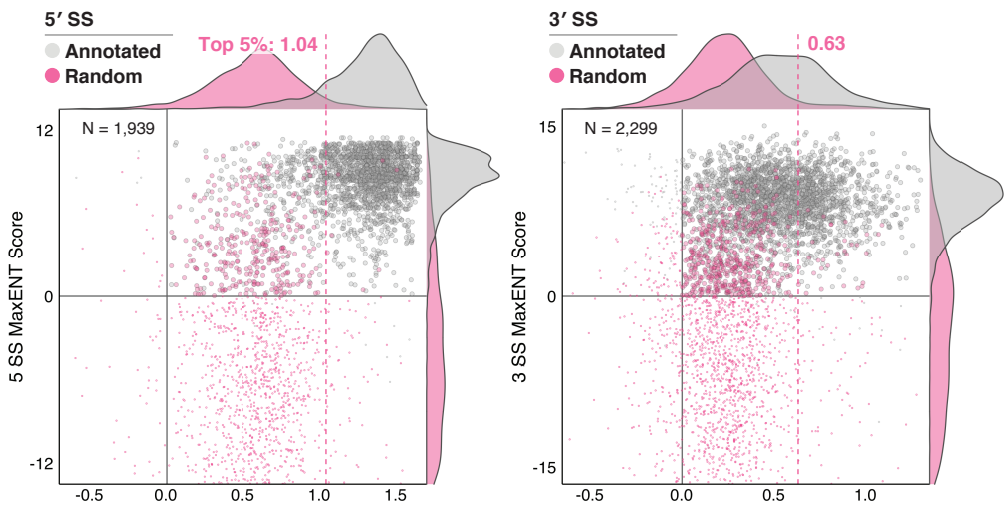 5′ SS
Annotated
Random
Top 5%: 1.04
N = 1,939
12
0
-12
5 SS MaxENT Score
-0.5 0.0 0.5 1.0 1.5
3′ SS
Annotated
Random
0.63
N = 2,299
15
0
-15
3 SS MaxENT Score
-0.5 0.0 0.5 1.0